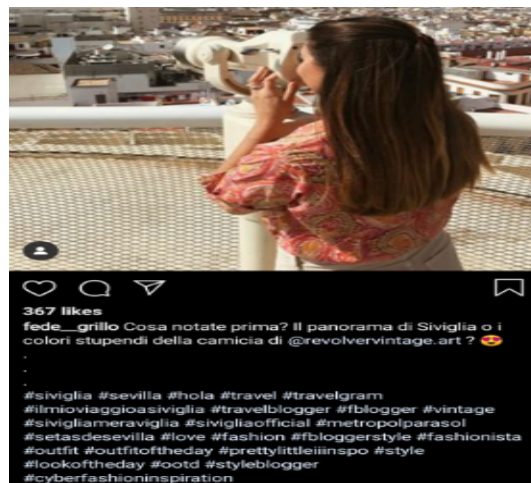 367 likes
fede__grillo Cosa notate prima? Il panorama di Siviglia o i
colori stupendi della camicia di @revolvervintage.art ? 😍
.
.
.
#siviglia #sevilla #hola #travel #travelgram
#ilmioviaggioasiviglia #travelblogger #fblogger #vintage
#sivigliameraviglia #sivigliaofficial #metropolparasol
#setasdesevilla #love #fashion #fbloggerstyle #fashionista
#outfit #outfitoftheday #prettylittleiiinspo #style
#lookoftheday #ootd #styleblogger
#cyberfashioninspiration